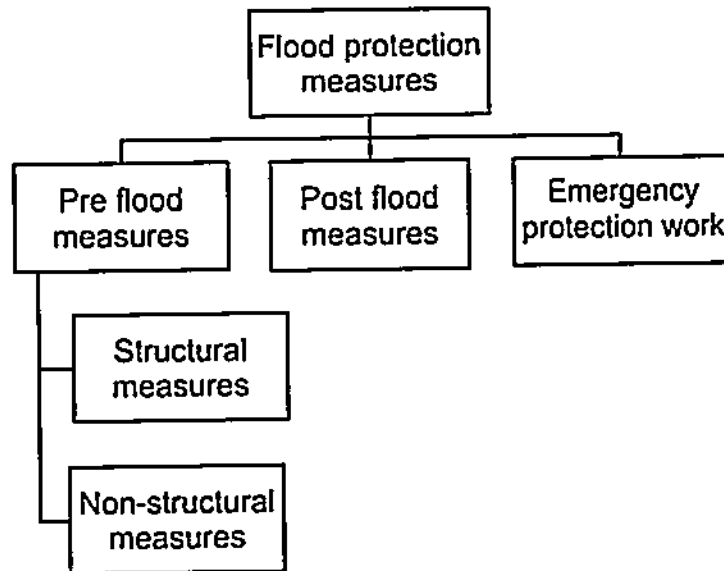 Flood protection
measures
Pre flood
measures
Post flood
measures
Emergency
protection work
Structural
measures
Non-structural
measures